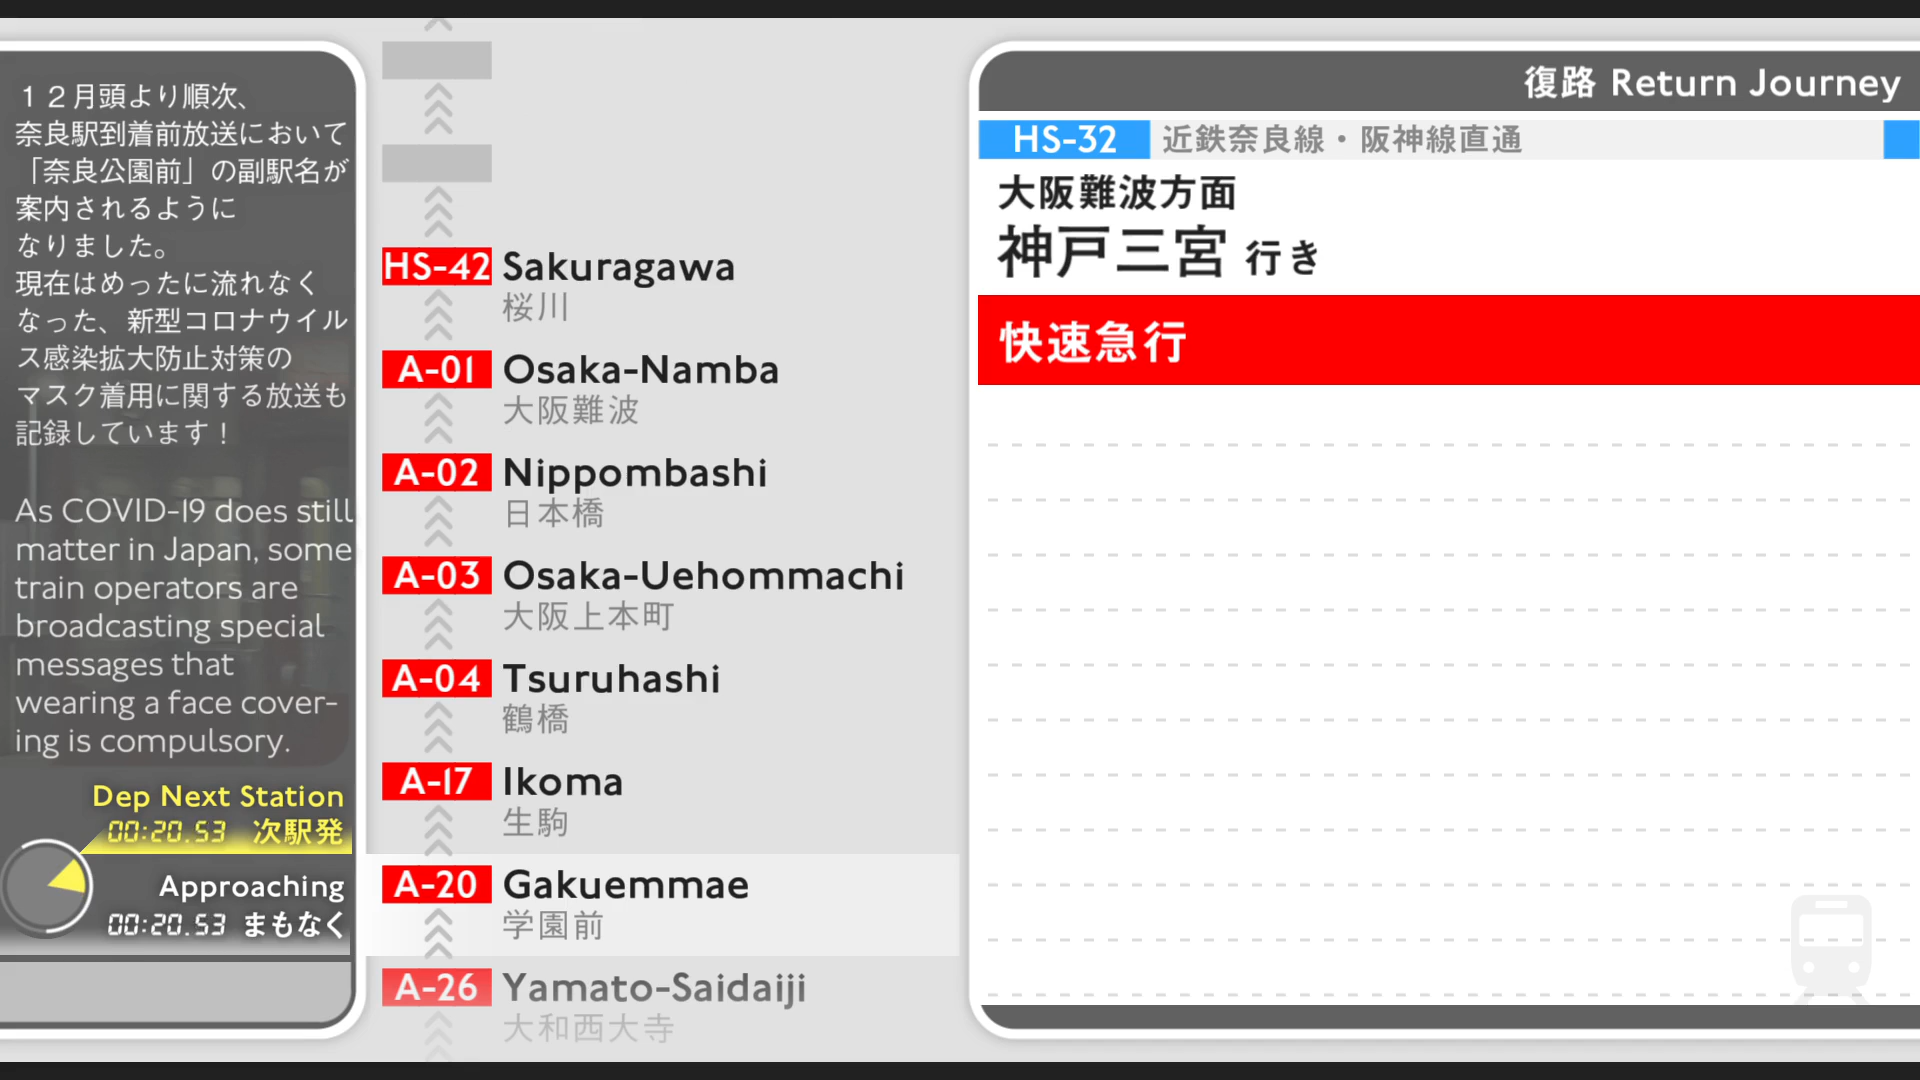 １２月頭より順次、
奈良駅到着前放送において
「奈良公園前」の副駅名が
案内されるように
なりました。
現在はめったに流れなく
なった、新型コロナウイル
ス感染拡大防止対策の
マスク着用に関する放送も
記録しています！
As COVID-19 does still
matter in Japan, some
train operators are
broadcasting special
messages that
wearing a face cover-
ing is compulsory.
Dep Next Station
00:20.53 次駅発
Approaching
00:20.53 まもなく
HS-42 Sakuragawa
桜川
A-01 Osaka-Namba
大阪難波
A-02 Nippombashi
日本橋
A-03 Osaka-Uehommachi
大阪上本町
A-04 Tsuruhashi
鶴橋
A-17 Ikoma
生駒
A-20 Gakuemmae
学園前
A-26 Yamato-Saidaiji
大和西大寺
復路 Return Journey
HS-32 近鉄奈良線・阪神線直通
大阪難波方面
神戸三宮 行き
快速急行